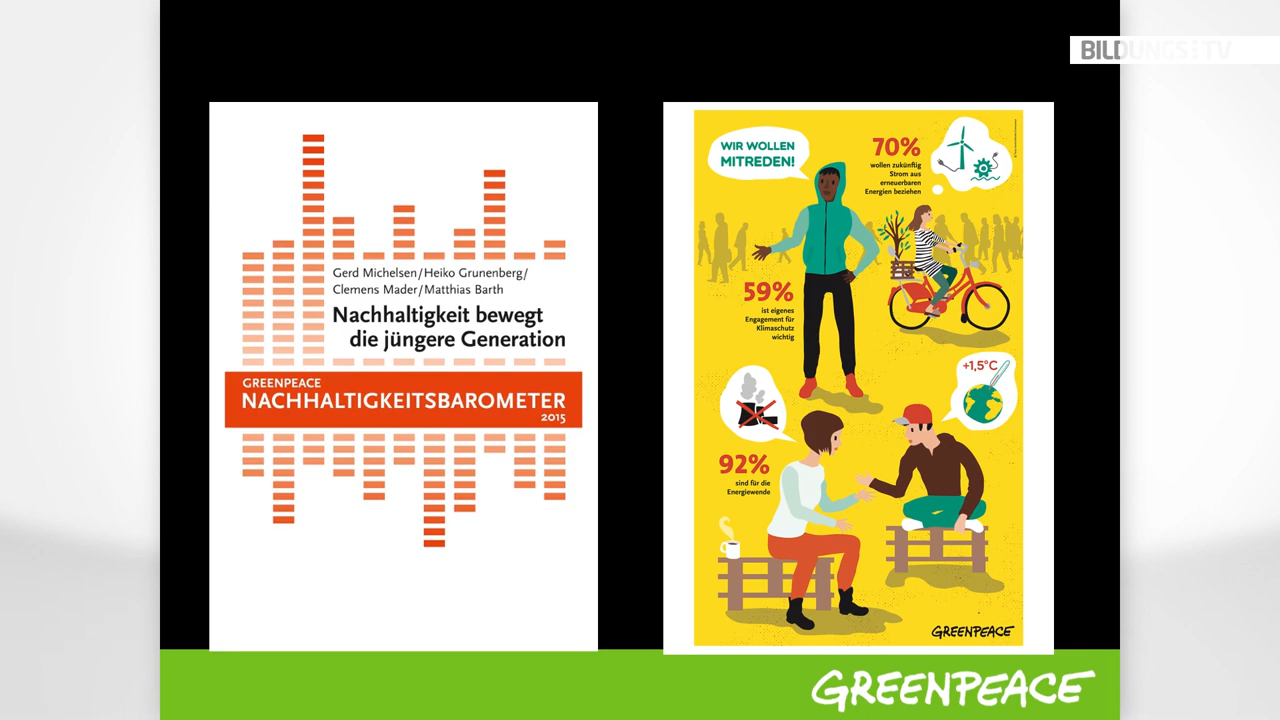 BILDUNGS TV
Gerd Michelsen/Heiko Grunenberg/
Clemens Mader/Matthias Barth
Nachhaltigkeit bewegt
die jüngere Generation
GREENPEACE
NACHHALTIGKEITSBAROMETER
2015
WIR WOLLEN
MITREDEN!
70%
wollen zukünftig
Strom aus
erneuerbaren
Energien beziehen
59%
ist eigenes
Engagement für
Klimaschutz
wichtig
+1,5°C
92%
sind für die
Energiewende
GREENPEACE
GREENPEACE